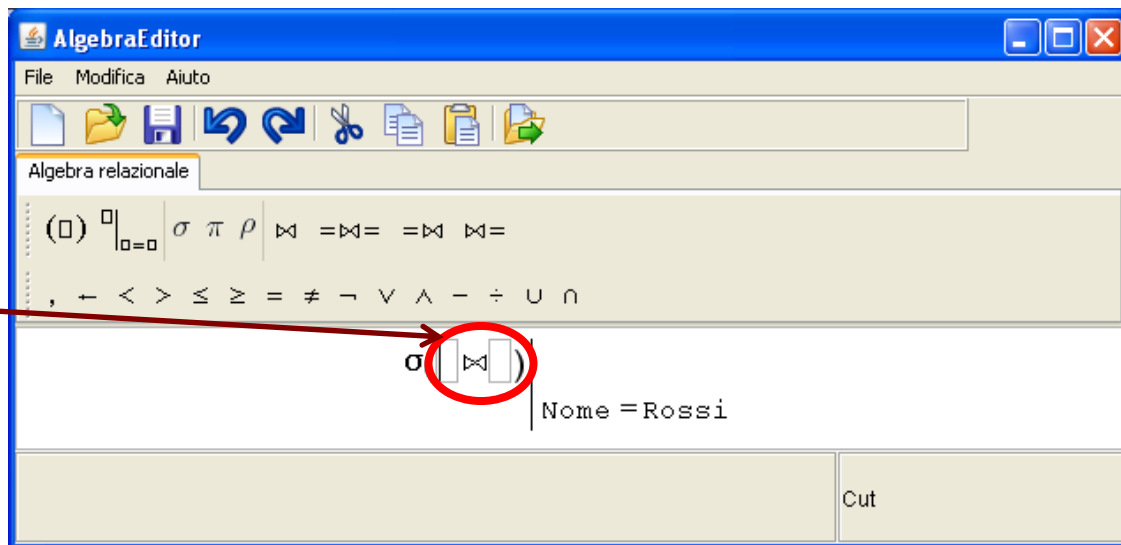 AlgebraEditor
File Modifica Aiuto
Algebra relazionale
(▯) ▯|▯=▯ σ π ρ ⋈ =⋈= =⋈ ⋈=
, ← < > ≤ ≥ = ≠ ¬ ∨ ∧ − ÷ ∪ ∩
σ(▯⋈▯)|
Nome =Rossi
Cut